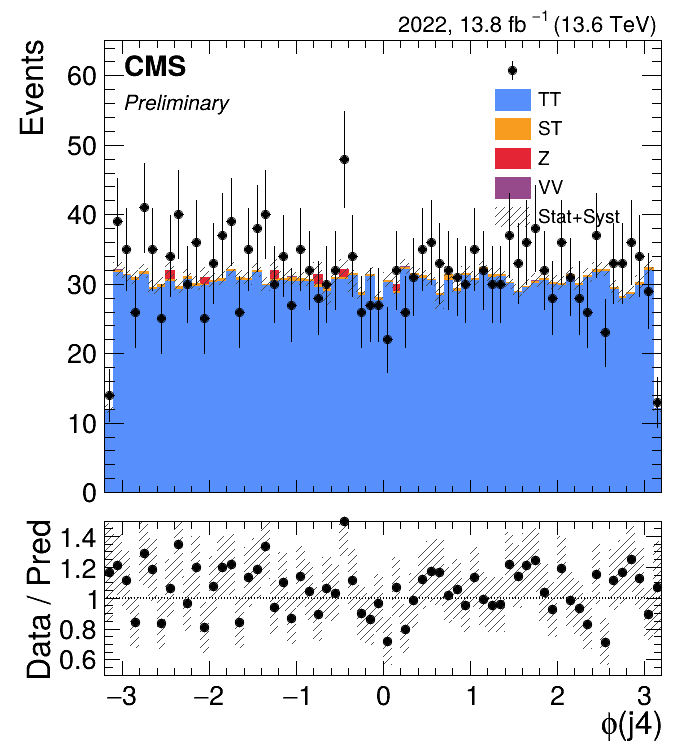 2022, 13.8 fb⁻¹ (13.6 TeV)
Events
CMS
Preliminary
TT
ST
Z
VV
Stat+Syst
60
50
40
30
20
10
0
Data / Pred
1.4
1.2
1
0.8
0.6
−3 −2 −1 0 1 2 3
ϕ(j4)